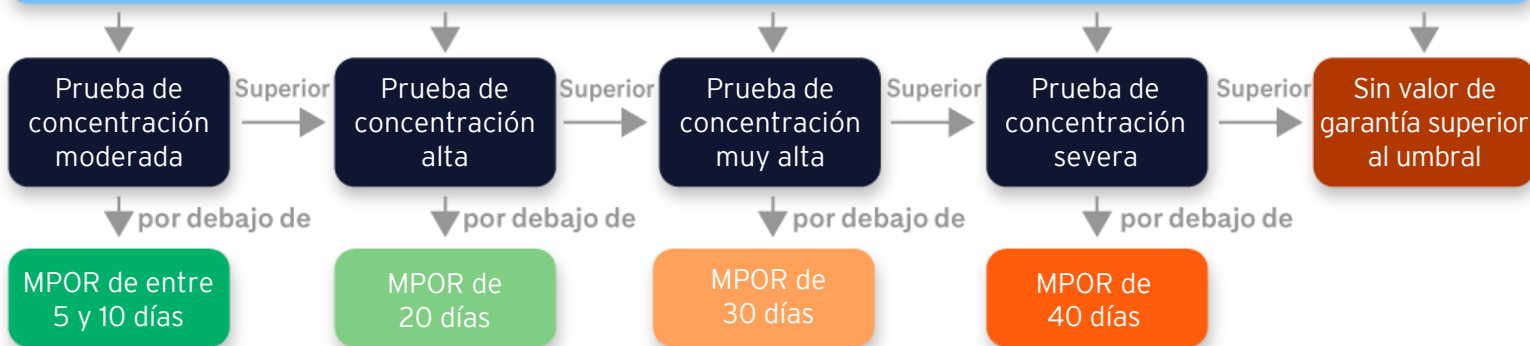 Prueba de
concentración
moderada
Superior
Prueba de
concentración
alta
Superior
Prueba de
concentración
muy alta
Superior
Prueba de
concentración
severa
Superior
Sin valor de
garantía superior
al umbral
por debajo de
por debajo de
por debajo de
por debajo de
MPOR de entre
5 y 10 días
MPOR de
20 días
MPOR de
30 días
MPOR de
40 días